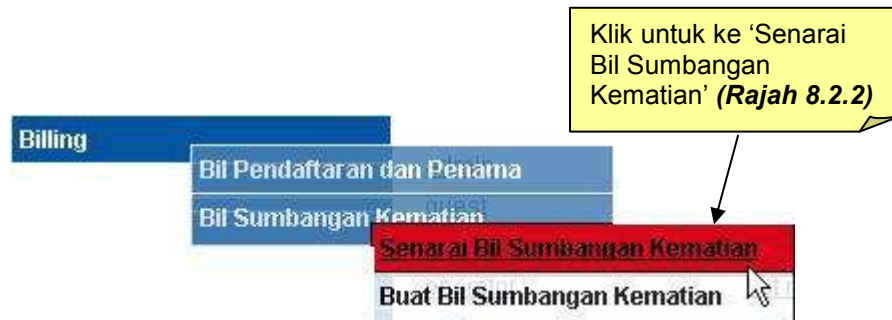 Klik untuk ke ‘Senarai
Bil Sumbangan
Kematian’ (Rajah 8.2.2)
Billing
Bil Pendaftaran dan Penama
Bil Sumbangan Kematian
Senarai Bil Sumbangan Kematian
Buat Bil Sumbangan Kematian